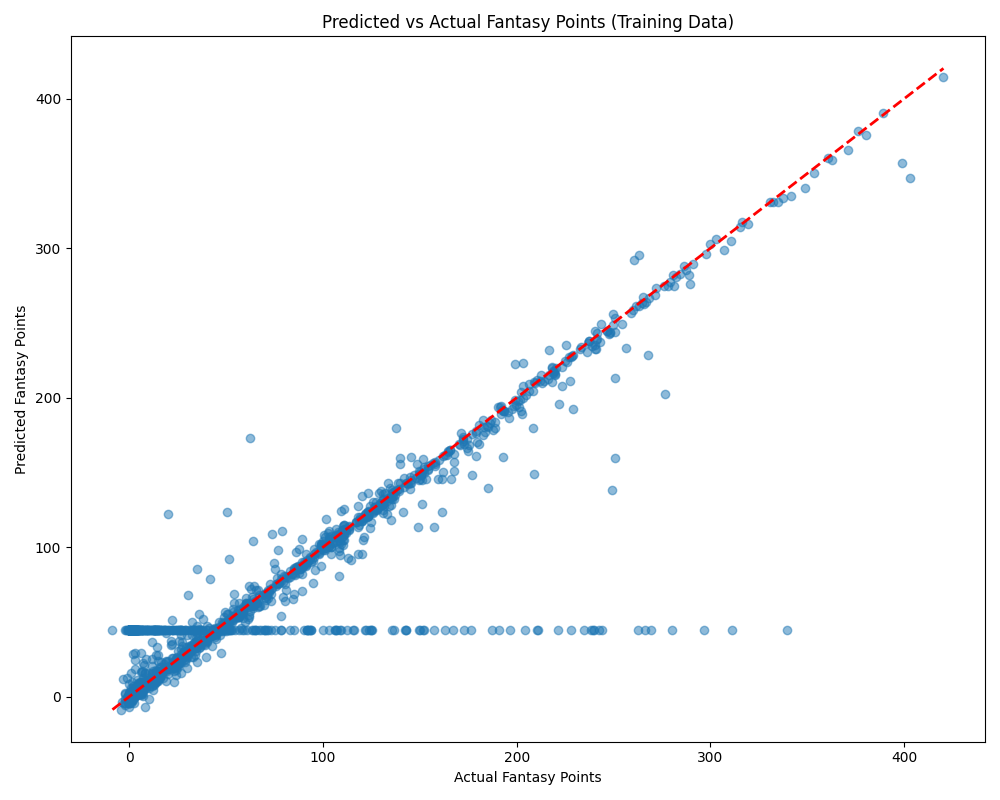 Predicted vs Actual Fantasy Points (Training Data)
400
300
200
100
0
Predicted Fantasy Points
0 100 200 300 400
Actual Fantasy Points